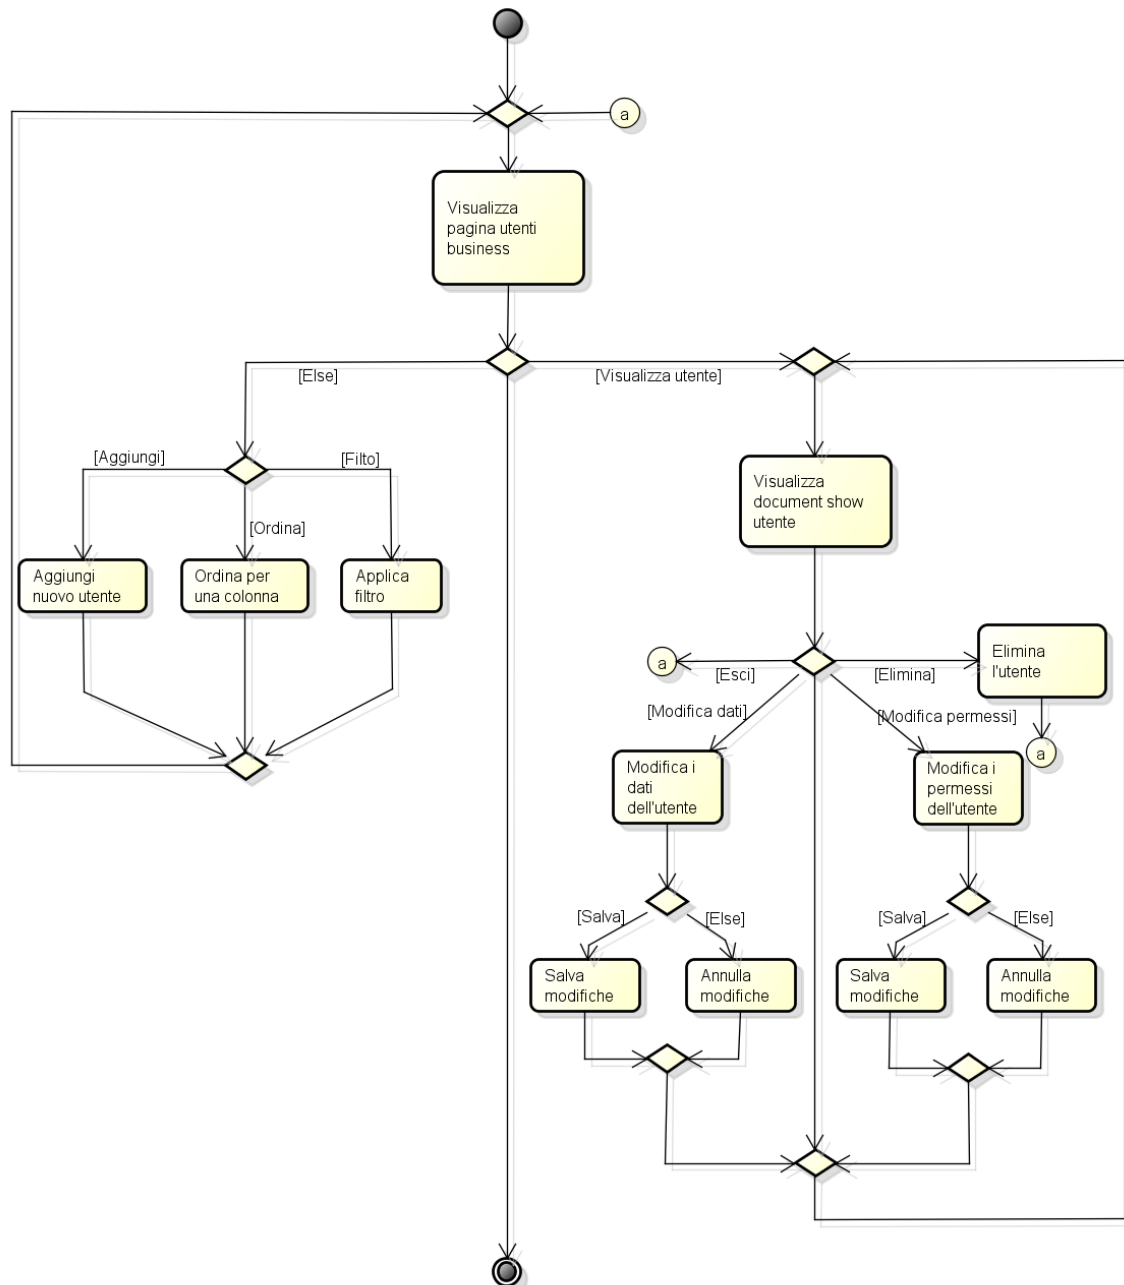 a
Visualizza
pagina utenti
business
[Else]
[Visualizza utente]
[Aggiungi]
[Filto]
[Ordina]
Visualizza
document show
utente
Aggiungi
nuovo utente
Ordina per
una colonna
Applica
filtro
a
[Esci]
[Elimina]
Elimina
l'utente
[Modifica dati]
[Modifica permessi]
a
Modifica i
dati
dell'utente
Modifica i
permessi
dell'utente
[Salva]
[Else]
[Salva]
[Else]
Salva
modifiche
Annulla
modifiche
Salva
modifiche
Annulla
modifiche